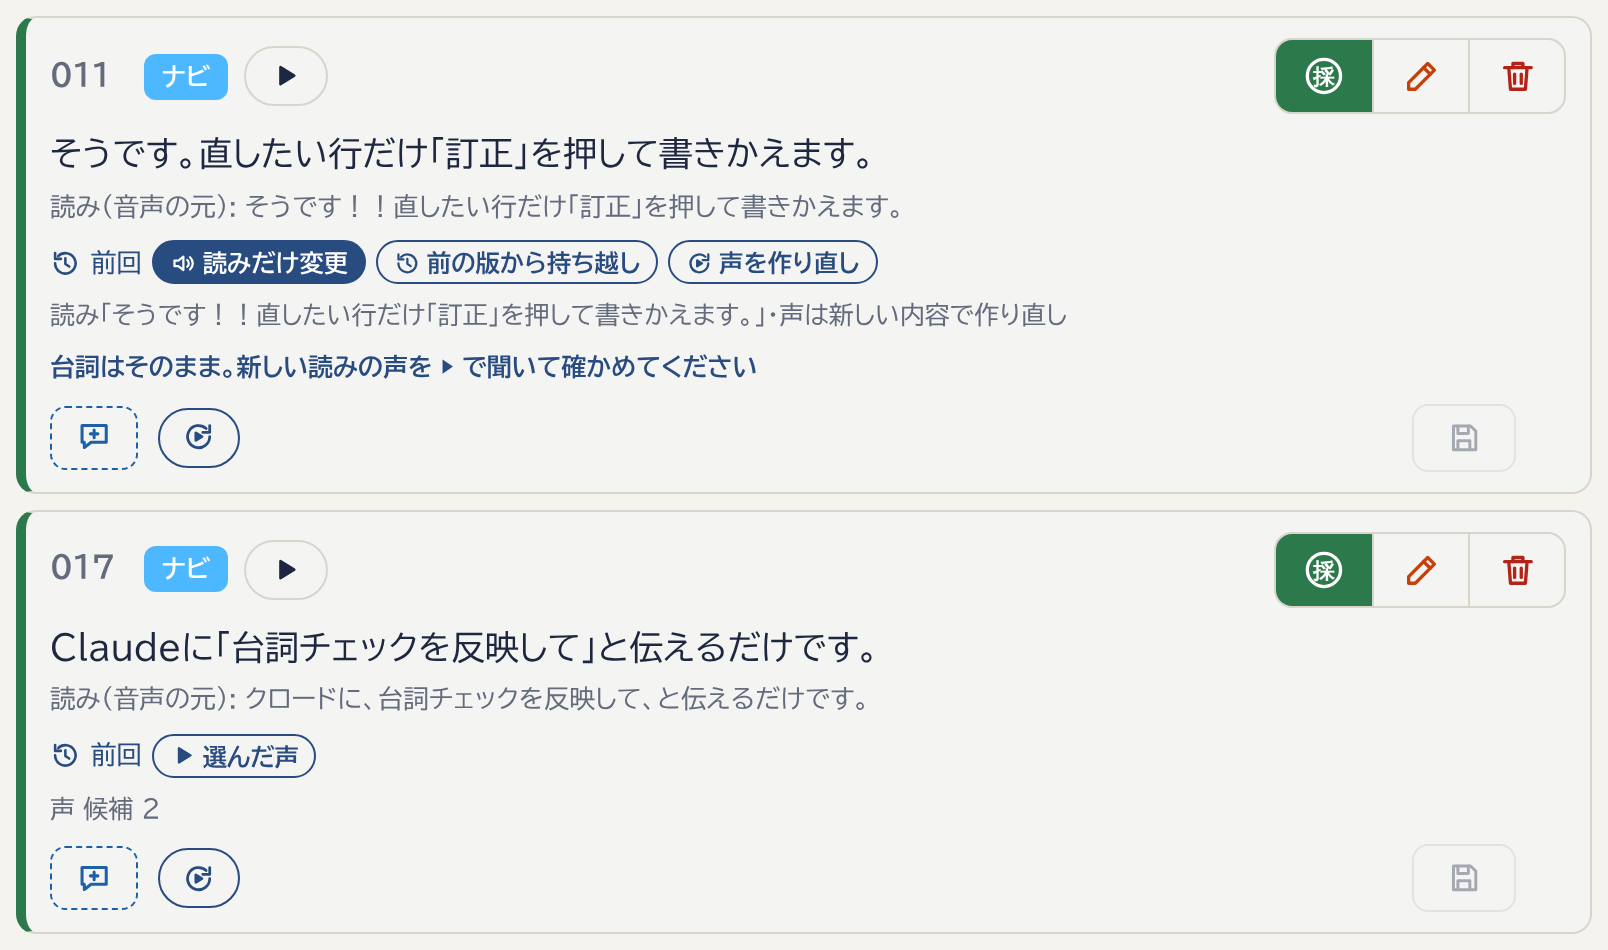 011 ナビ 採
そうです。直したい行だけ「訂正」を押して書きかえます。
読み(音声の元): そうです！！直したい行だけ「訂正」を押して書きかえます。
前回 読みだけ変更 前の版から持ち越し 声を作り直し
読み「そうです！！直したい行だけ「訂正」を押して書きかえます。」・声は新しい内容で作り直し
台詞はそのまま。新しい読みの声を ▶ で聞いて確かめてください
017 ナビ 採
Claudeに「台詞チェックを反映して」と伝えるだけです。
読み(音声の元): クロードに、台詞チェックを反映して、と伝えるだけです。
前回 ▶ 選んだ声
声 候補 2